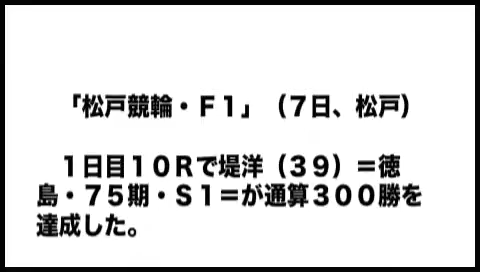 「松戸競輪・Ｆ１」（７日、松戸）
１日目１０Ｒで堤洋（３９）＝徳
島・７５期・Ｓ１＝が通算３００勝を
達成した。